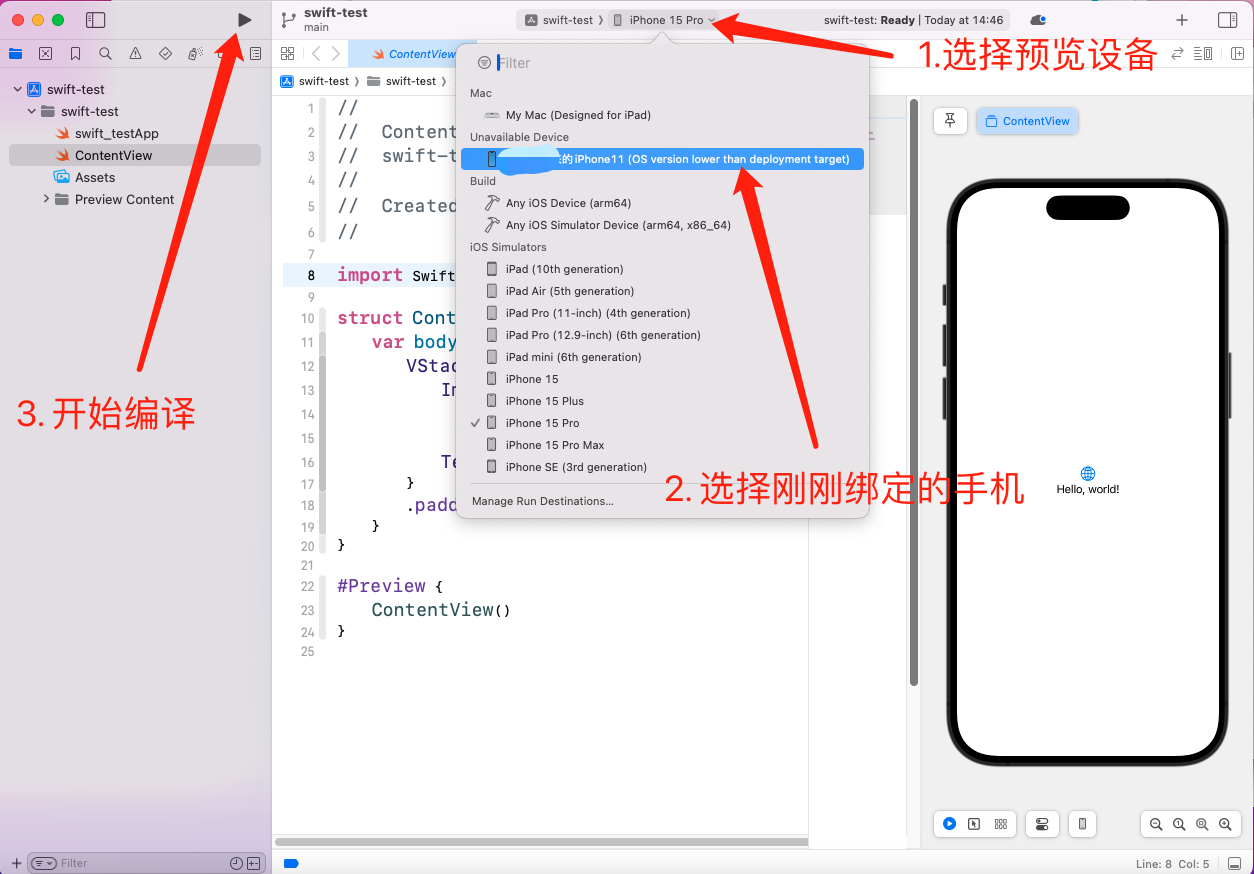 swift-test
main
swift-test 〉 iPhone 15 Pro
swift-test: Ready | Today at 14:46
1.选择预览设备
ContentView
swift-test 〉 swift-test 〉
swift-test
swift-test
swift_testApp
ContentView
Assets
Preview Content
3. 开始编译
Filter
Mac
My Mac (Designed for iPad)
Unavailable Device
的 iPhone11 (OS version lower than deployment target)
Build
Any iOS Device (arm64)
Any iOS Simulator Device (arm64, x86_64)
iOS Simulators
iPad (10th generation)
iPad Air (5th generation)
iPad Pro (11-inch) (4th generation)
iPad Pro (12.9-inch) (6th generation)
iPad mini (6th generation)
iPhone 15
iPhone 15 Plus
iPhone 15 Pro
iPhone 15 Pro Max
iPhone SE (3rd generation)
Manage Run Destinations...
2. 选择刚刚绑定的手机
1 //
2 // Content
3 // swift-t
4 //
5 // Created
6 //
7
8 import Swift
9
10 struct Cont
11 var body
12 VStac
13 Im
14
15
16 Te
17 }
18 .padd
19 }
20 }
21
22 #Preview {
23 ContentView()
24 }
25
ContentView
Hello, world!
Filter
Line: 8 Col: 5